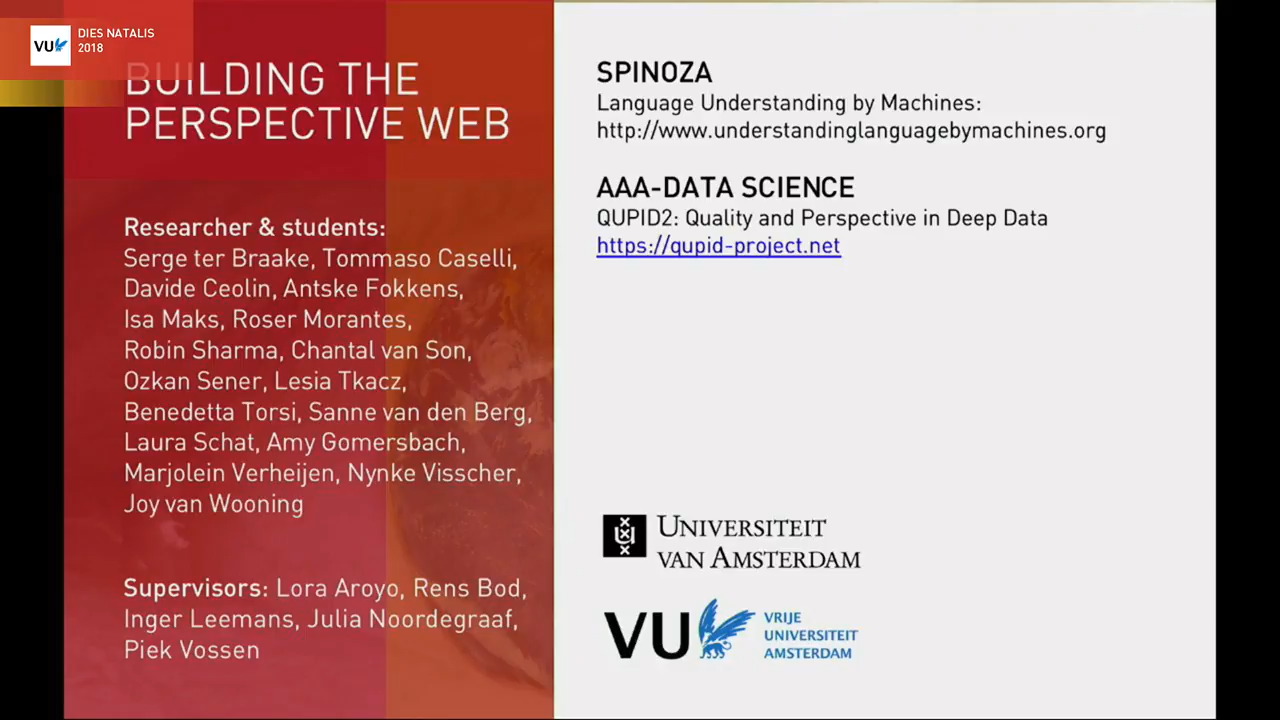 VU
DIES NATALIS
2018
BUILDING THE
PERSPECTIVE WEB
Researcher & students:
Serge ter Braake, Tommaso Caselli,
Davide Ceolin, Antske Fokkens,
Isa Maks, Roser Morantes,
Robin Sharma, Chantal van Son,
Ozkan Sener, Lesia Tkacz,
Benedetta Torsi, Sanne van den Berg,
Laura Schat, Amy Gomersbach,
Marjolein Verheijen, Nynke Visscher,
Joy van Wooning
Supervisors: Lora Aroyo, Rens Bod,
Inger Leemans, Julia Noordegraaf,
Piek Vossen
SPINOZA
Language Understanding by Machines:
http://www.understandinglanguagebymachines.org
AAA-DATA SCIENCE
QUPID2: Quality and Perspective in Deep Data
https://qupid-project.net
UNIVERSITEIT
VAN AMSTERDAM
VU
VRIJE
UNIVERSITEIT
AMSTERDAM